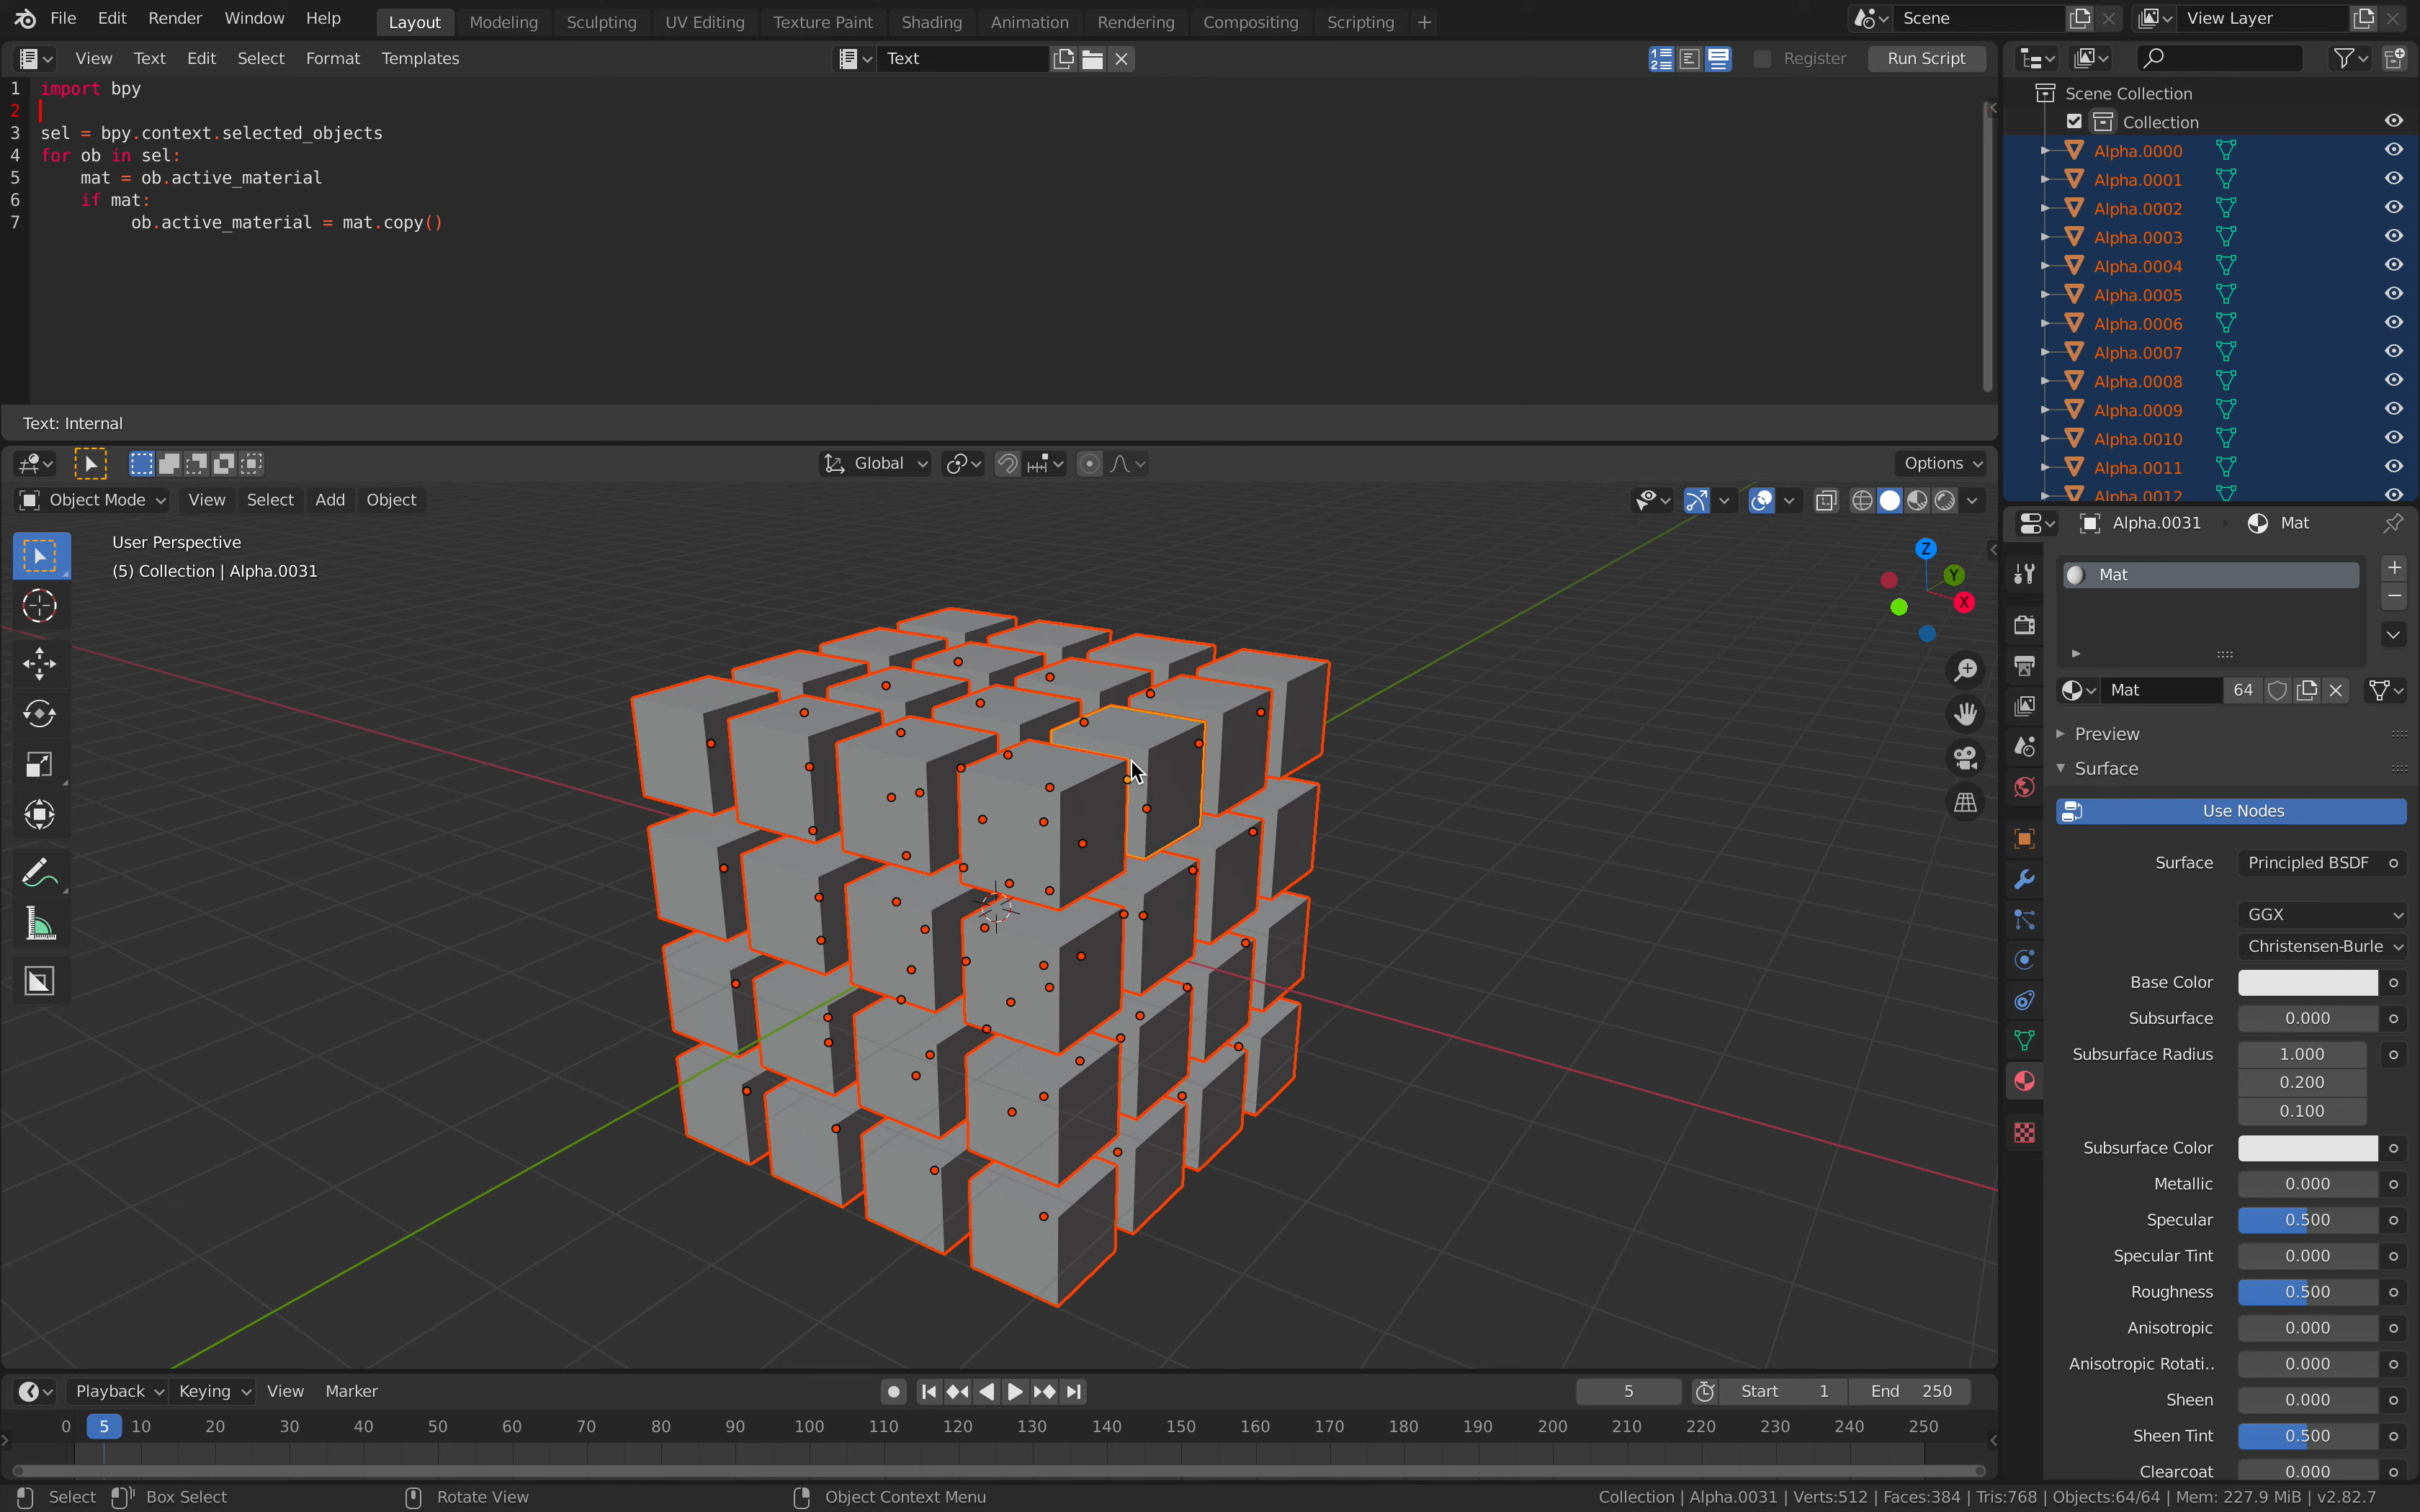 File Edit Render Window Help Layout Modeling Sculpting UV Editing Texture Paint Shading Animation Rendering Compositing Scripting + Scene View Layer
View Text Edit Select Format Templates Text Register Run Script
1 import bpy
2
3 sel = bpy.context.selected_objects
4 for ob in sel:
5 mat = ob.active_material
6 if mat:
7 ob.active_material = mat.copy()
Text: Internal
Global Options
Object Mode View Select Add Object
User Perspective
(5) Collection | Alpha.0031
Z
Y
X
Scene Collection
Collection
Alpha.0000
Alpha.0001
Alpha.0002
Alpha.0003
Alpha.0004
Alpha.0005
Alpha.0006
Alpha.0007
Alpha.0008
Alpha.0009
Alpha.0010
Alpha.0011
Alpha.0012
Alpha.0031 Mat
Mat
Mat 64
Preview
Surface
Use Nodes
Surface Principled BSDF
GGX
Christensen-Burle
Base Color
Subsurface 0.000
Subsurface Radius 1.000
0.200
0.100
Subsurface Color
Metallic 0.000
Specular 0.500
Specular Tint 0.000
Roughness 0.500
Anisotropic 0.000
Anisotropic Rotati.. 0.000
Sheen 0.000
Sheen Tint 0.500
Clearcoat 0.000
Playback Keying View Marker 5 Start 1 End 250
0 5 10 20 30 40 50 60 70 80 90 100 110 120 130 140 150 160 170 180 190 200 210 220 230 240 250
Select Box Select Rotate View Object Context Menu Collection | Alpha.0031 | Verts:512 | Faces:384 | Tris:768 | Objects:64/64 | Mem: 227.9 MiB | v2.82.7